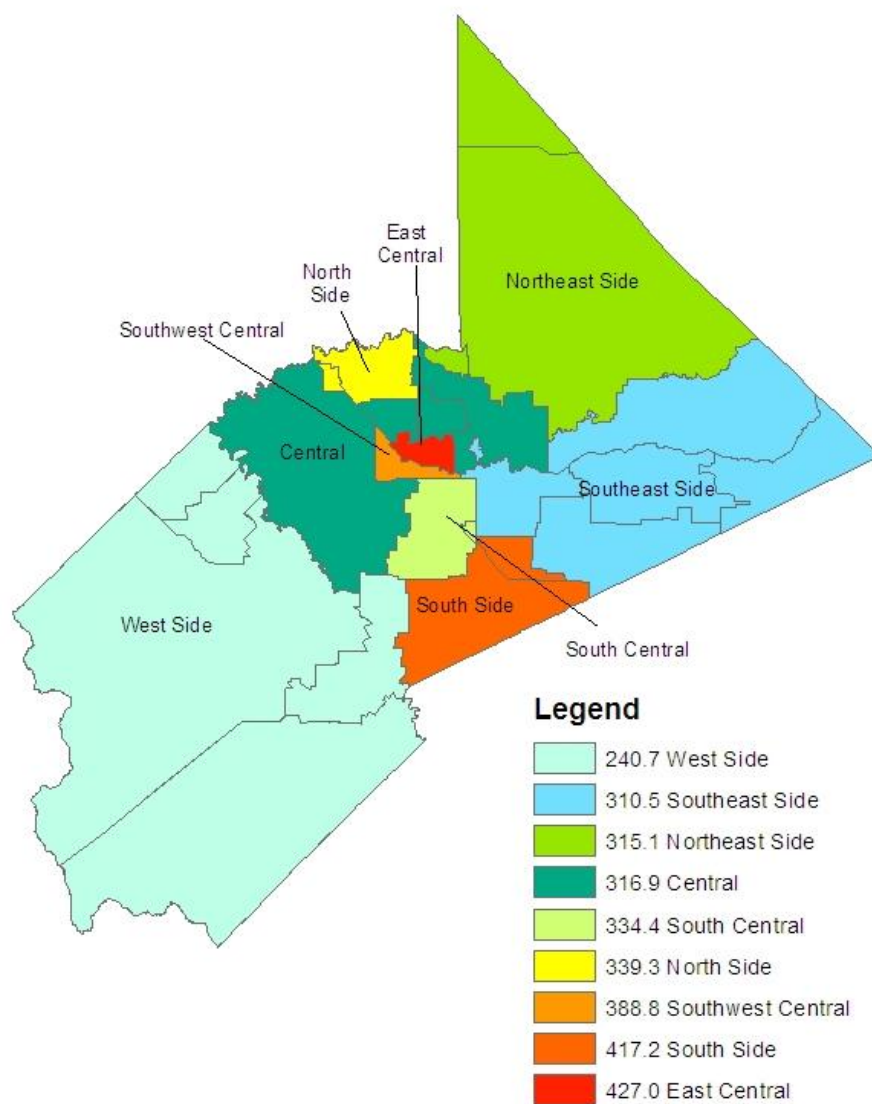 East
Central
North
Side
Northeast Side
Southwest Central
Central
Southeast Side
South Side
West Side
South Central
Legend
240.7 West Side
310.5 Southeast Side
315.1 Northeast Side
316.9 Central
334.4 South Central
339.3 North Side
388.8 Southwest Central
417.2 South Side
427.0 East Central